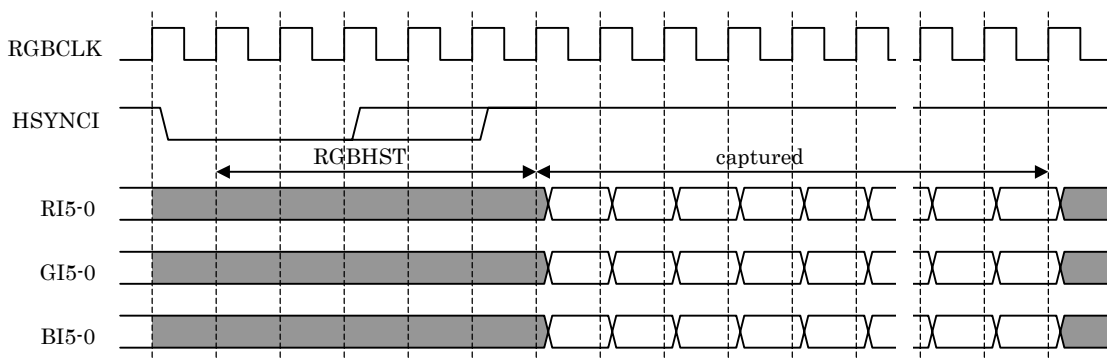 RGBCLK
HSYNCI
RGBHST
captured
RI5-0
GI5-0
BI5-0